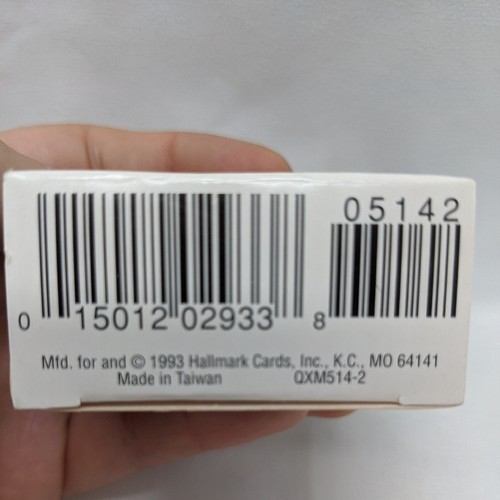 05142
0 15012 02933 8
Mfd. for and © 1993 Hallmark Cards, Inc., K.C., MO 64141
Made in Taiwan QXM514-2